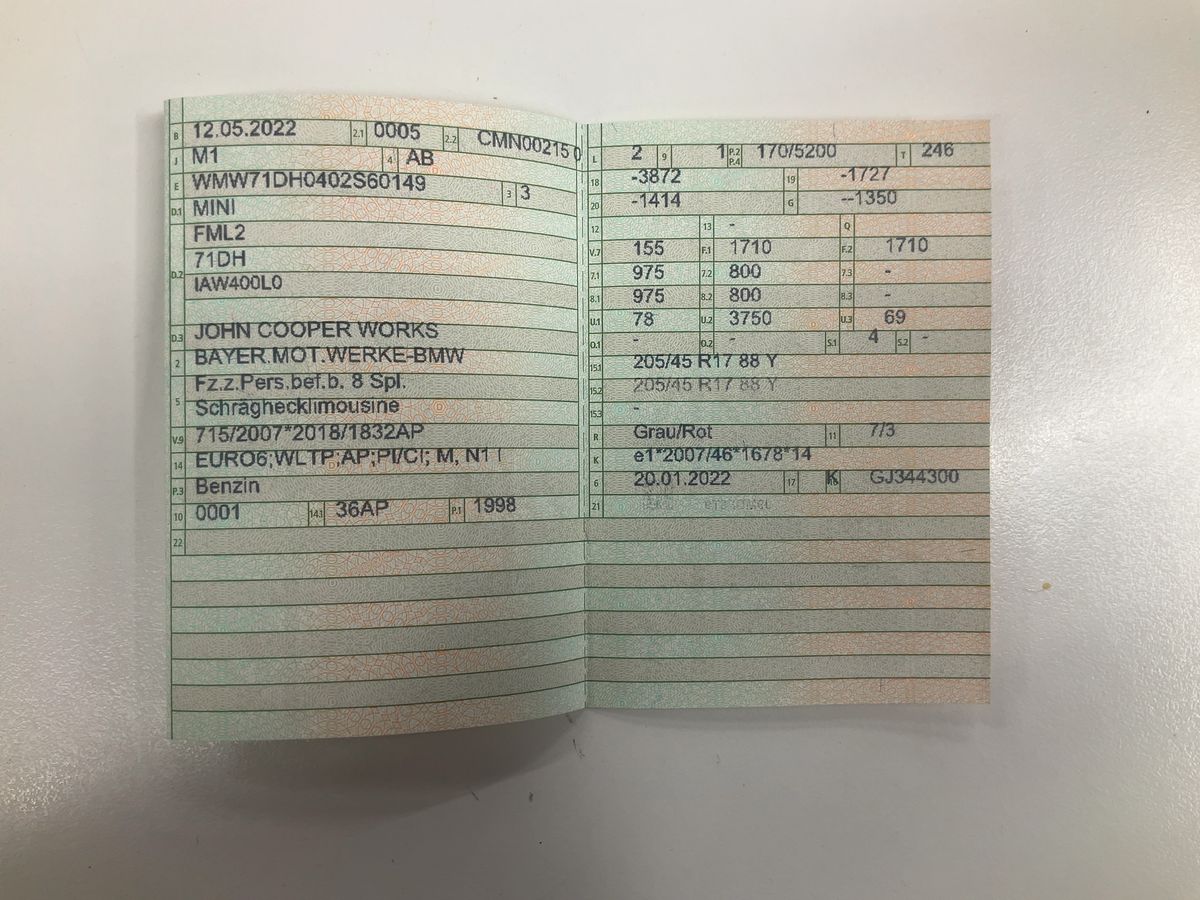 B 12.05.2022 2.1 0005 2.2 CMN00215 0
J M1 4 AB
E WMW71DH0402S60149 3 3
D.1 MINI
FML2
D.2 71DH
IAW400L0
D.3 JOHN COOPER WORKS
2 BAYER.MOT.WERKE-BMW
Fz.z.Pers.bef.b. 8 Spl.
5 Schräghecklimousine
V.9 715/2007*2018/1832AP
14 EURO6;WLTP;AP;PI/CI; M, N1 I
P.3 Benzin
10 0001 14.1 36AP P.1 1998
22
L 2 9 1 P.2 P.4 170/5200 T 246
18 -3872 19 -1727
20 -1414 G --1350
12 13 - Q
V.7 155 F.1 1710 F.2 1710
7.1 975 7.2 800 7.3 -
8.1 975 8.2 800 8.3 -
U.1 78 U.2 3750 U.3 69
O.1 - O.2 - S.1 4 S.2 -
15.1 205/45 R17 88 Y
15.2 205/45 R17 88 Y
15.3 -
R Grau/Rot 11 7/3
K e1*2007/46*1678*14
6 20.01.2022 17 K 16 GJ344300
21